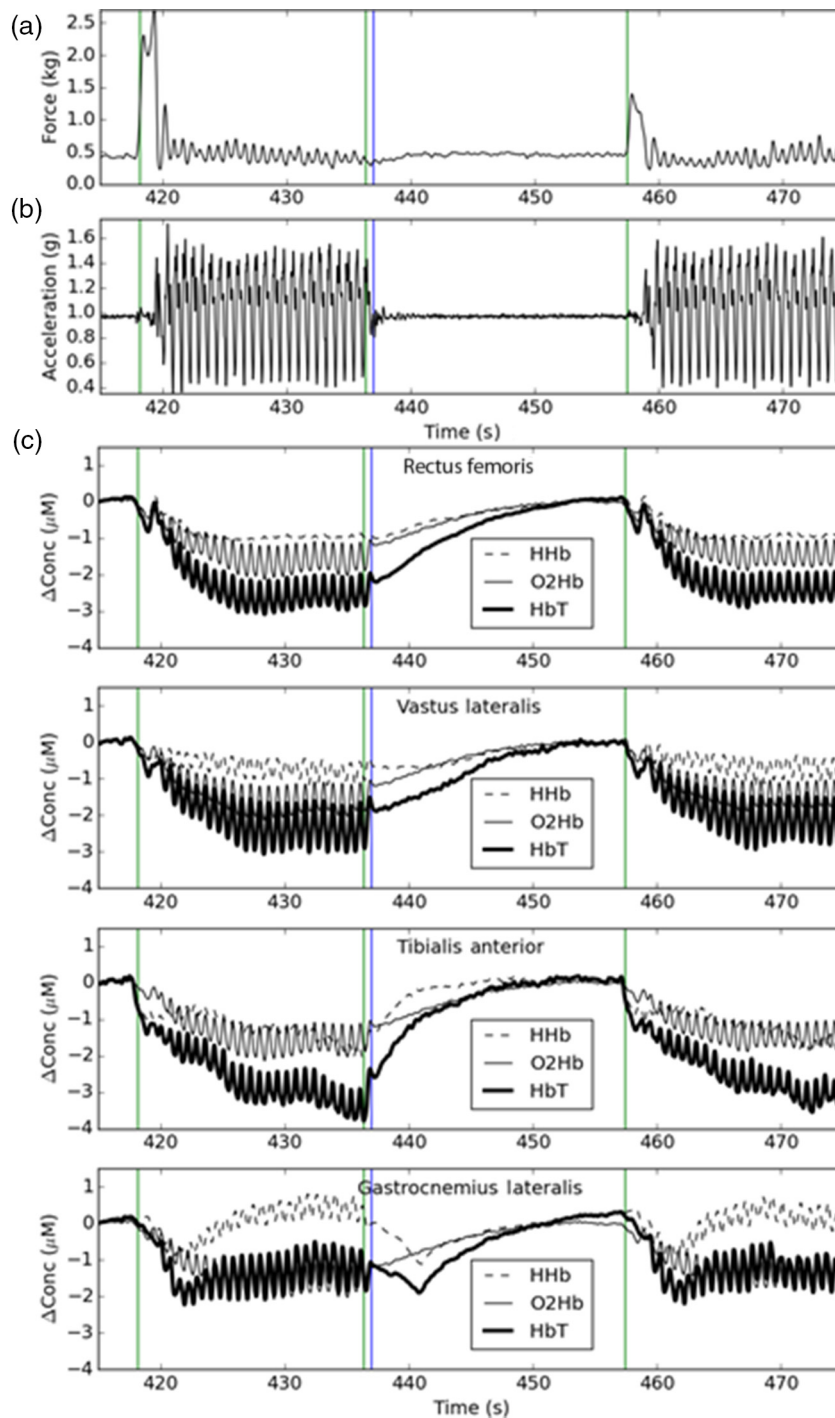 (a)
Force (kg)
2.5
2.0
1.5
1.0
0.5
0.0
420 430 440 450 460 470
(b)
Acceleration (g)
1.6
1.4
1.2
1.0
0.8
0.6
0.4
420 430 440 450 460 470
Time (s)
(c)
Rectus femoris
ΔConc (μM)
1
0
−1
−2
−3
−4
HHb
O2Hb
HbT
420 430 440 450 460 470
Vastus lateralis
ΔConc (μM)
1
0
−1
−2
−3
−4
HHb
O2Hb
HbT
420 430 440 450 460 470
Tibialis anterior
ΔConc (μM)
1
0
−1
−2
−3
−4
HHb
O2Hb
HbT
420 430 440 450 460 470
Gastrocnemius lateralis
ΔConc (μM)
1
0
−1
−2
−3
−4
HHb
O2Hb
HbT
420 430 440 450 460 470
Time (s)